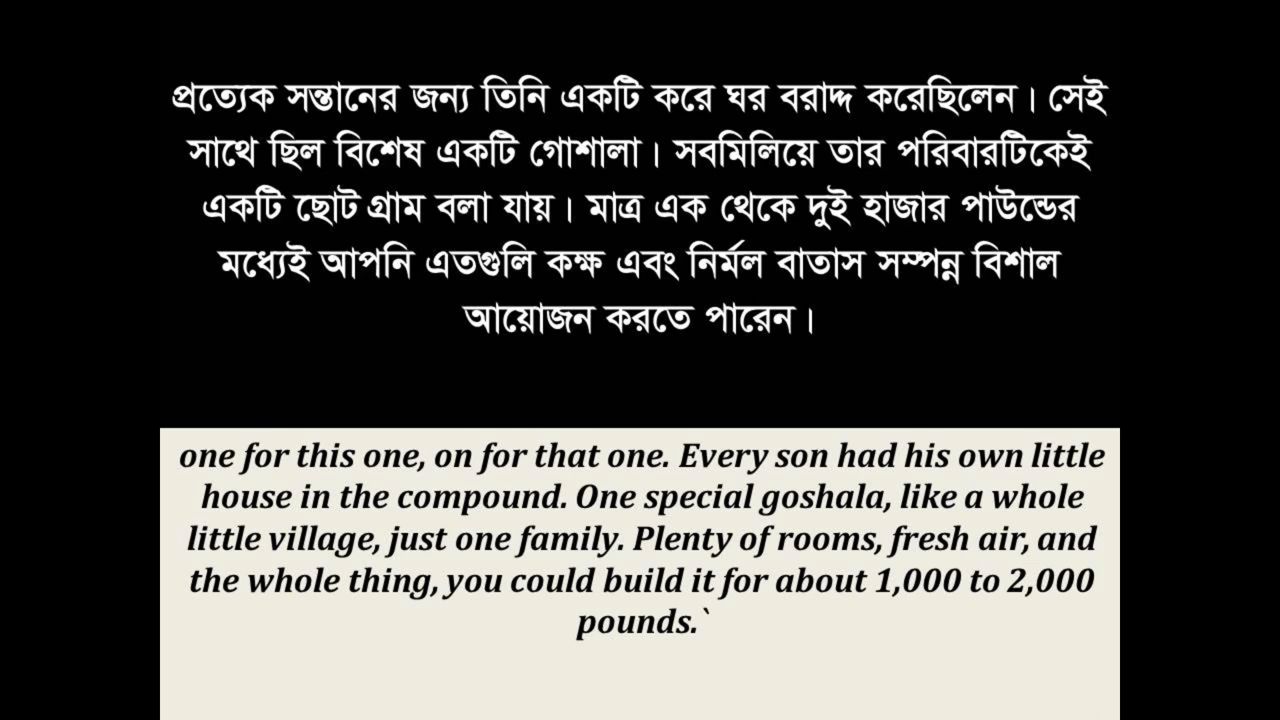 প্রত্যেক সন্তানের জন্য তিনি একটি করে ঘর বরাদ্দ করেছিলেন। সেই
সাথে ছিল বিশেষ একটি গোশালা। সবমিলিয়ে তার পরিবারটিকেই
একটি ছোট গ্রাম বলা যায়। মাত্র এক থেকে দুই হাজার পাউন্ডের
মধ্যেই আপনি এতগুলি কক্ষ এবং নির্মল বাতাস সম্পন্ন বিশাল
আয়োজন করতে পারেন।
one for this one, on for that one. Every son had his own little
house in the compound. One special goshala, like a whole
little village, just one family. Plenty of rooms, fresh air, and
the whole thing, you could build it for about 1,000 to 2,000
pounds.`